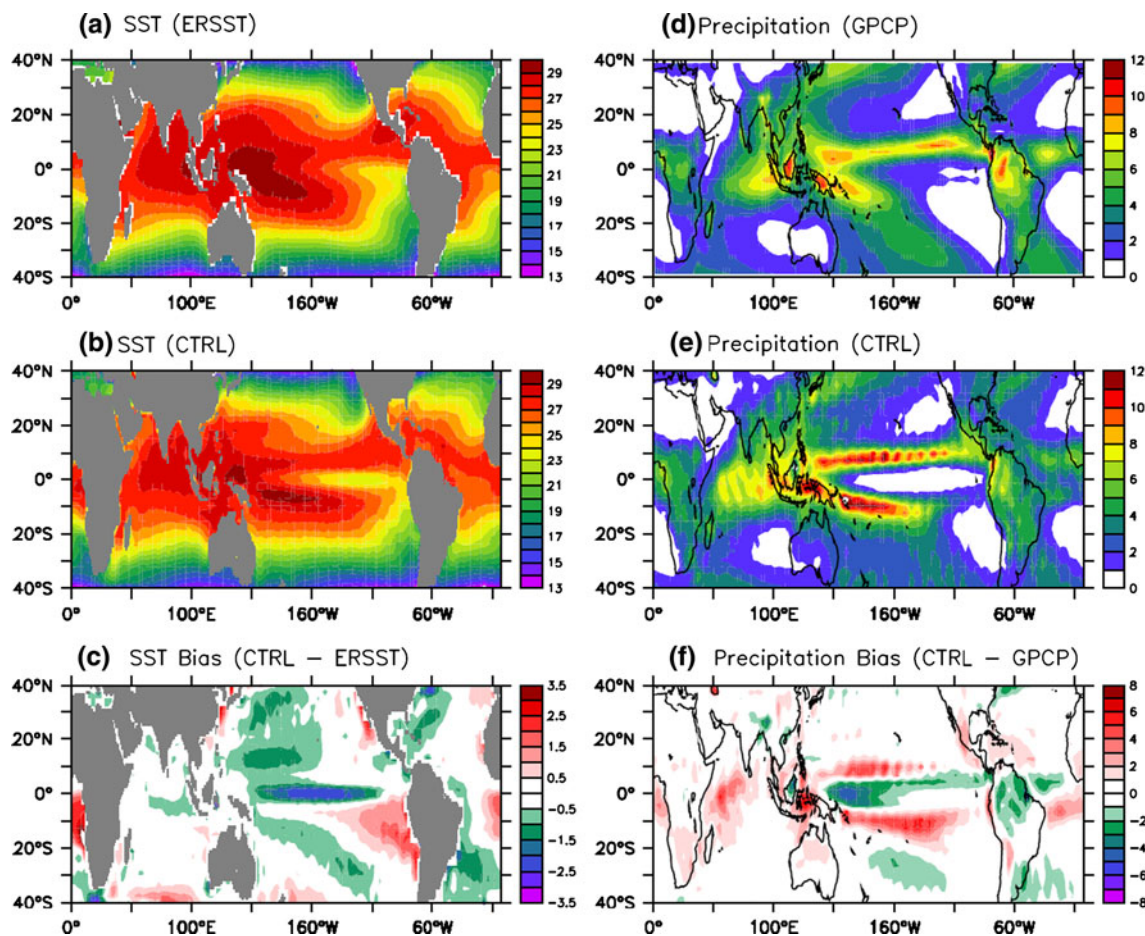 (a) SST (ERSST)
40°N
20°N
0°
20°S
40°S
0° 100°E 160°W 60°W
29
27
25
23
21
19
17
15
13
(d) Precipitation (GPCP)
40°N
20°N
0°
20°S
40°S
0° 100°E 160°W 60°W
12
10
8
6
4
2
0
(b) SST (CTRL)
40°N
20°N
0°
20°S
40°S
0° 100°E 160°W 60°W
29
27
25
23
21
19
17
15
13
(e) Precipitation (CTRL)
40°N
20°N
0°
20°S
40°S
0° 100°E 160°W 60°W
12
10
8
6
4
2
0
(c) SST Bias (CTRL – ERSST)
40°N
20°N
0°
20°S
40°S
0° 100°E 160°W 60°W
3.5
2.5
1.5
0.5
-0.5
-1.5
-2.5
-3.5
(f) Precipitation Bias (CTRL – GPCP)
40°N
20°N
0°
20°S
40°S
0° 100°E 160°W 60°W
8
6
4
2
0
-2
-4
-6
-8